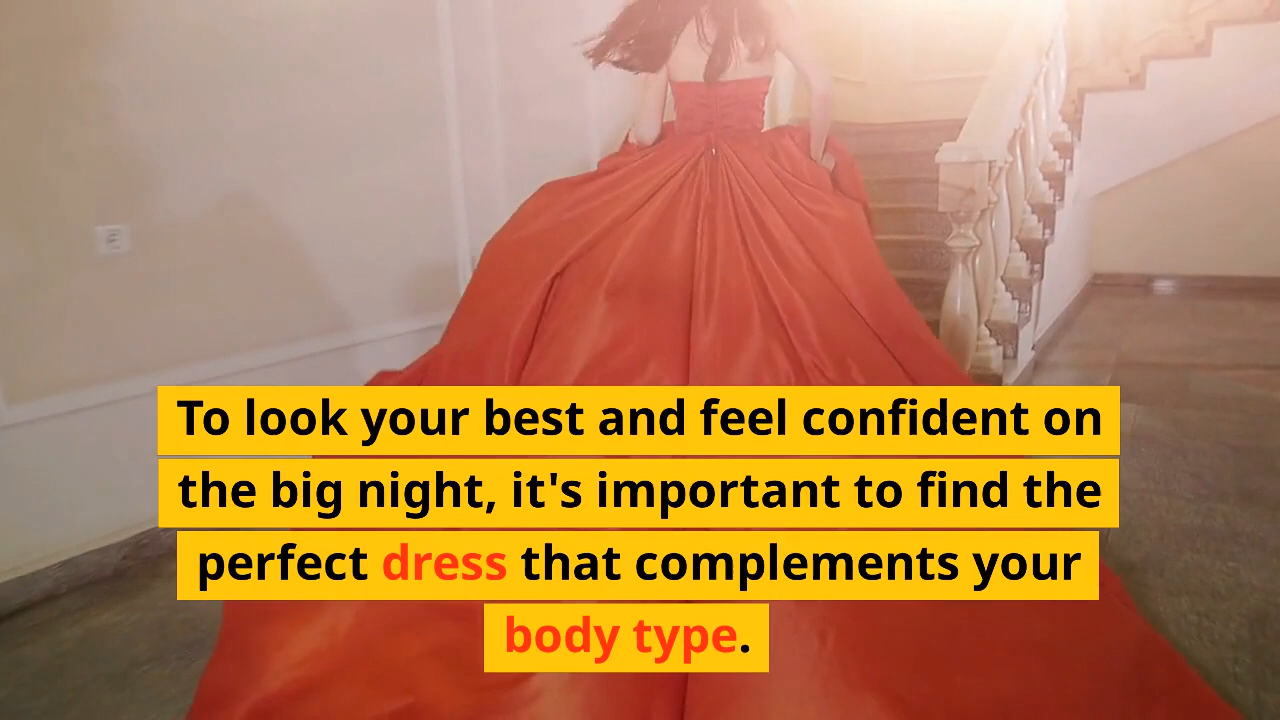 To look your best and feel confident on
the big night, it's important to find the
perfect dress that complements your
body type.